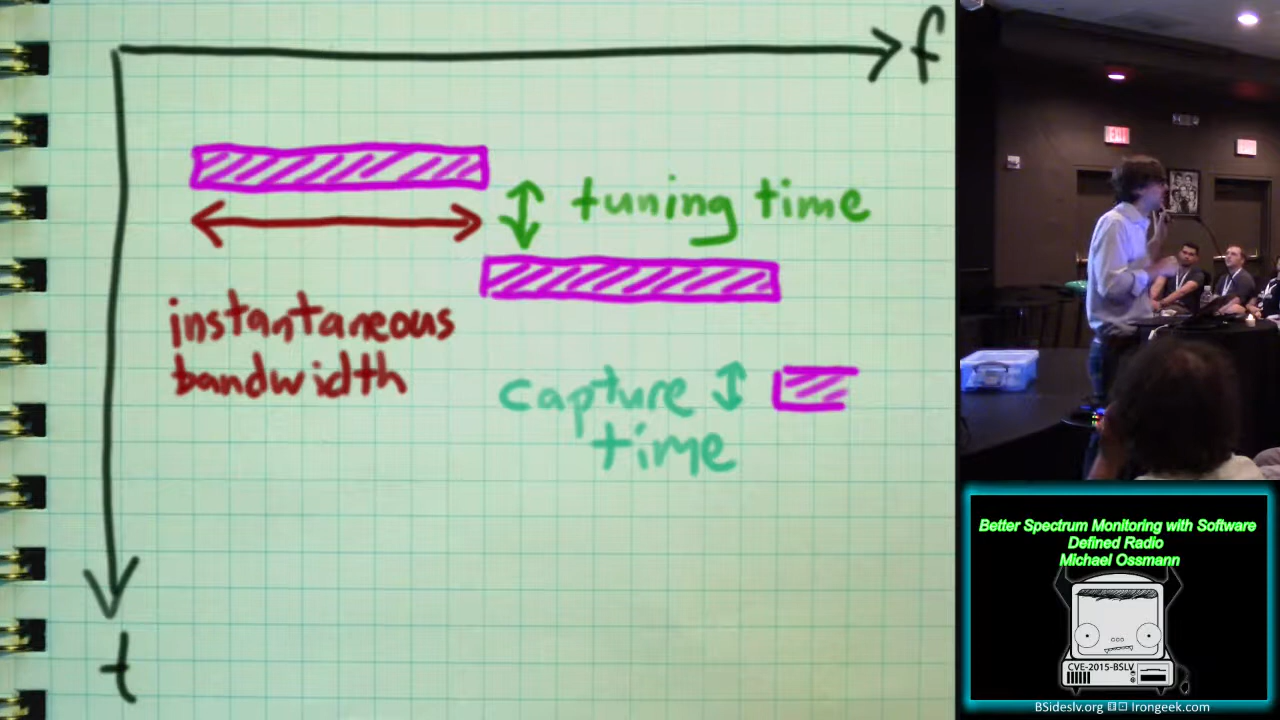 f
tuning time
instantaneous
bandwidth
capture
time
t
EXIT
Better Spectrum Monitoring with Software
Defined Radio
Michael Ossmann
CVE-2015-BSLV
BSideslv.org Irongeek.com